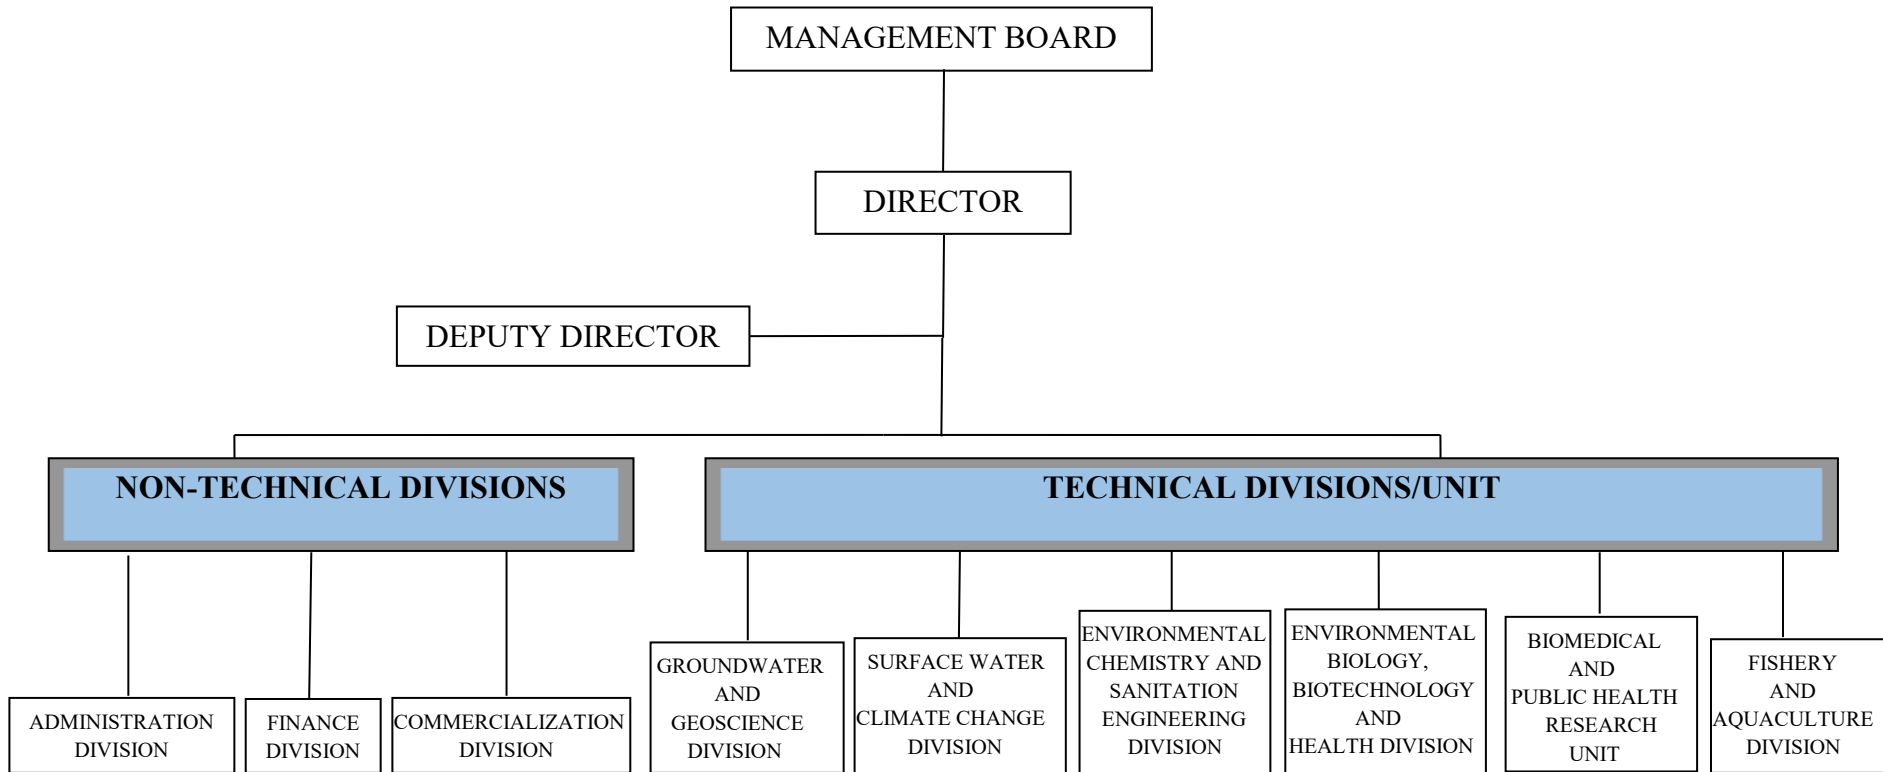 MANAGEMENT BOARD
DIRECTOR
DEPUTY DIRECTOR
NON-TECHNICAL DIVISIONS
TECHNICAL DIVISIONS/UNIT
ADMINISTRATION
DIVISION
FINANCE
DIVISION
COMMERCIALIZATION
DIVISION
GROUNDWATER
AND
GEOSCIENCE
DIVISION
SURFACE WATER
AND
CLIMATE CHANGE
DIVISION
ENVIRONMENTAL
CHEMISTRY AND
SANITATION
ENGINEERING
DIVISION
ENVIRONMENTAL
BIOLOGY,
BIOTECHNOLOGY
AND
HEALTH DIVISION
BIOMEDICAL
AND
PUBLIC HEALTH
RESEARCH
UNIT
FISHERY
AND
AQUACULTURE
DIVISION